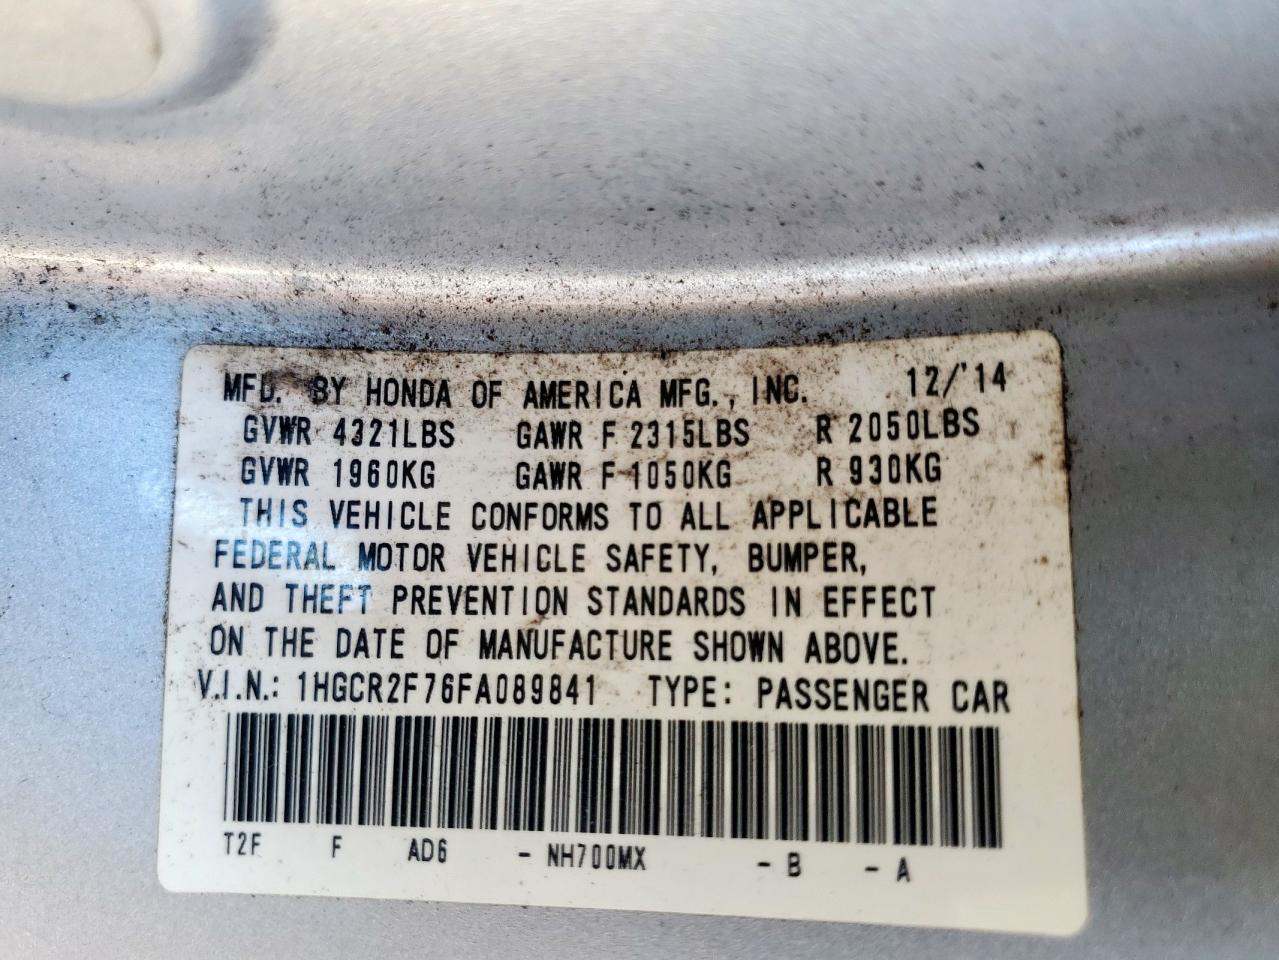 MFD. BY HONDA OF AMERICA MFG., INC. 12/'14
GVWR 4321LBS GAWR F 2315LBS R 2050LBS
GVWR 1960KG GAWR F 1050KG R 930KG
THIS VEHICLE CONFORMS TO ALL APPLICABLE
FEDERAL MOTOR VEHICLE SAFETY, BUMPER,
AND THEFT PREVENTION STANDARDS IN EFFECT
ON THE DATE OF MANUFACTURE SHOWN ABOVE.
V.I.N.: 1HGCR2F76FA089841 TYPE: PASSENGER CAR
T2F F AD6 - NH700MX - B - A